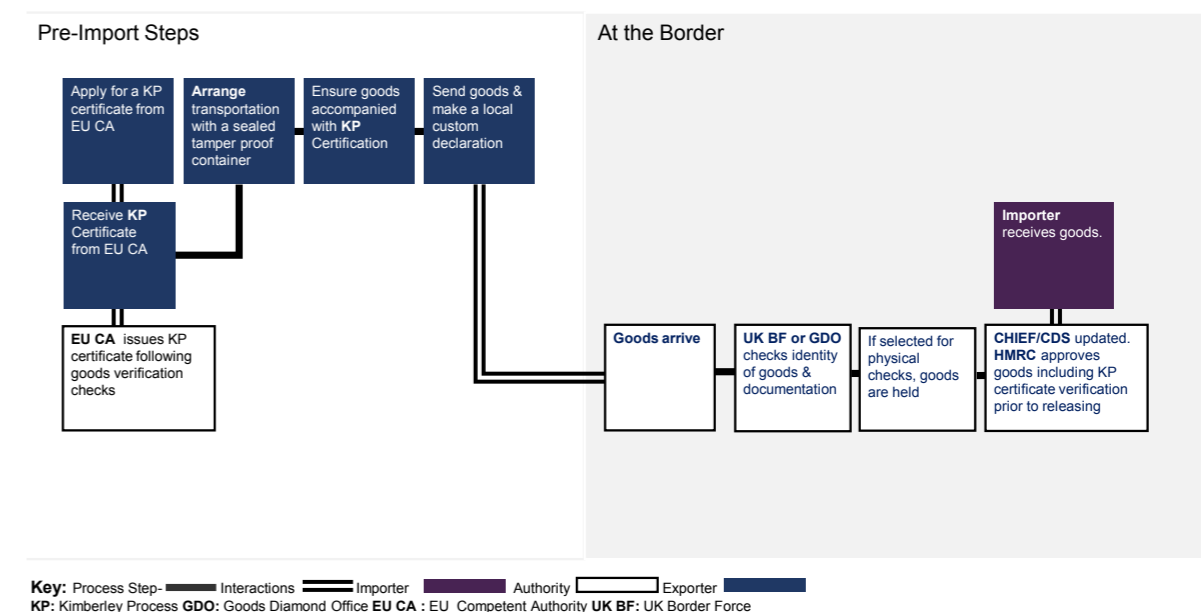 Pre-Import Steps
At the Border
Apply for a KP
certificate from
EU CA
Arrange
transportation
with a sealed
tamper proof
container
Ensure goods
accompanied
with KP
Certification
Send goods &
make a local
custom
declaration
Receive KP
Certificate
from EU CA
EU CA issues KP
certificate following
goods verification
checks
Importer
receives goods.
Goods arrive
UK BF or GDO
checks identity
of goods &
documentation
If selected for
physical
checks, goods
are held
CHIEF/CDS updated.
HMRC approves
goods including KP
certificate verification
prior to releasing
Key: Process Step- Interactions Importer Authority Exporter
KP: Kimberley Process GDO: Goods Diamond Office EU CA : EU Competent Authority UK BF: UK Border Force